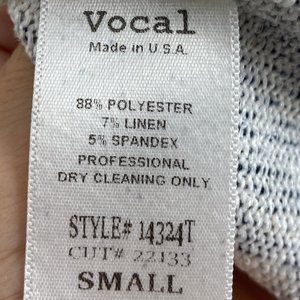 Vocal
Made in U.S.A.
88% POLYESTER
7% LINEN
5% SPANDEX
PROFESSIONAL
DRY CLEANING ONLY
STYLE# 14324T
CUT# 22133
SMALL